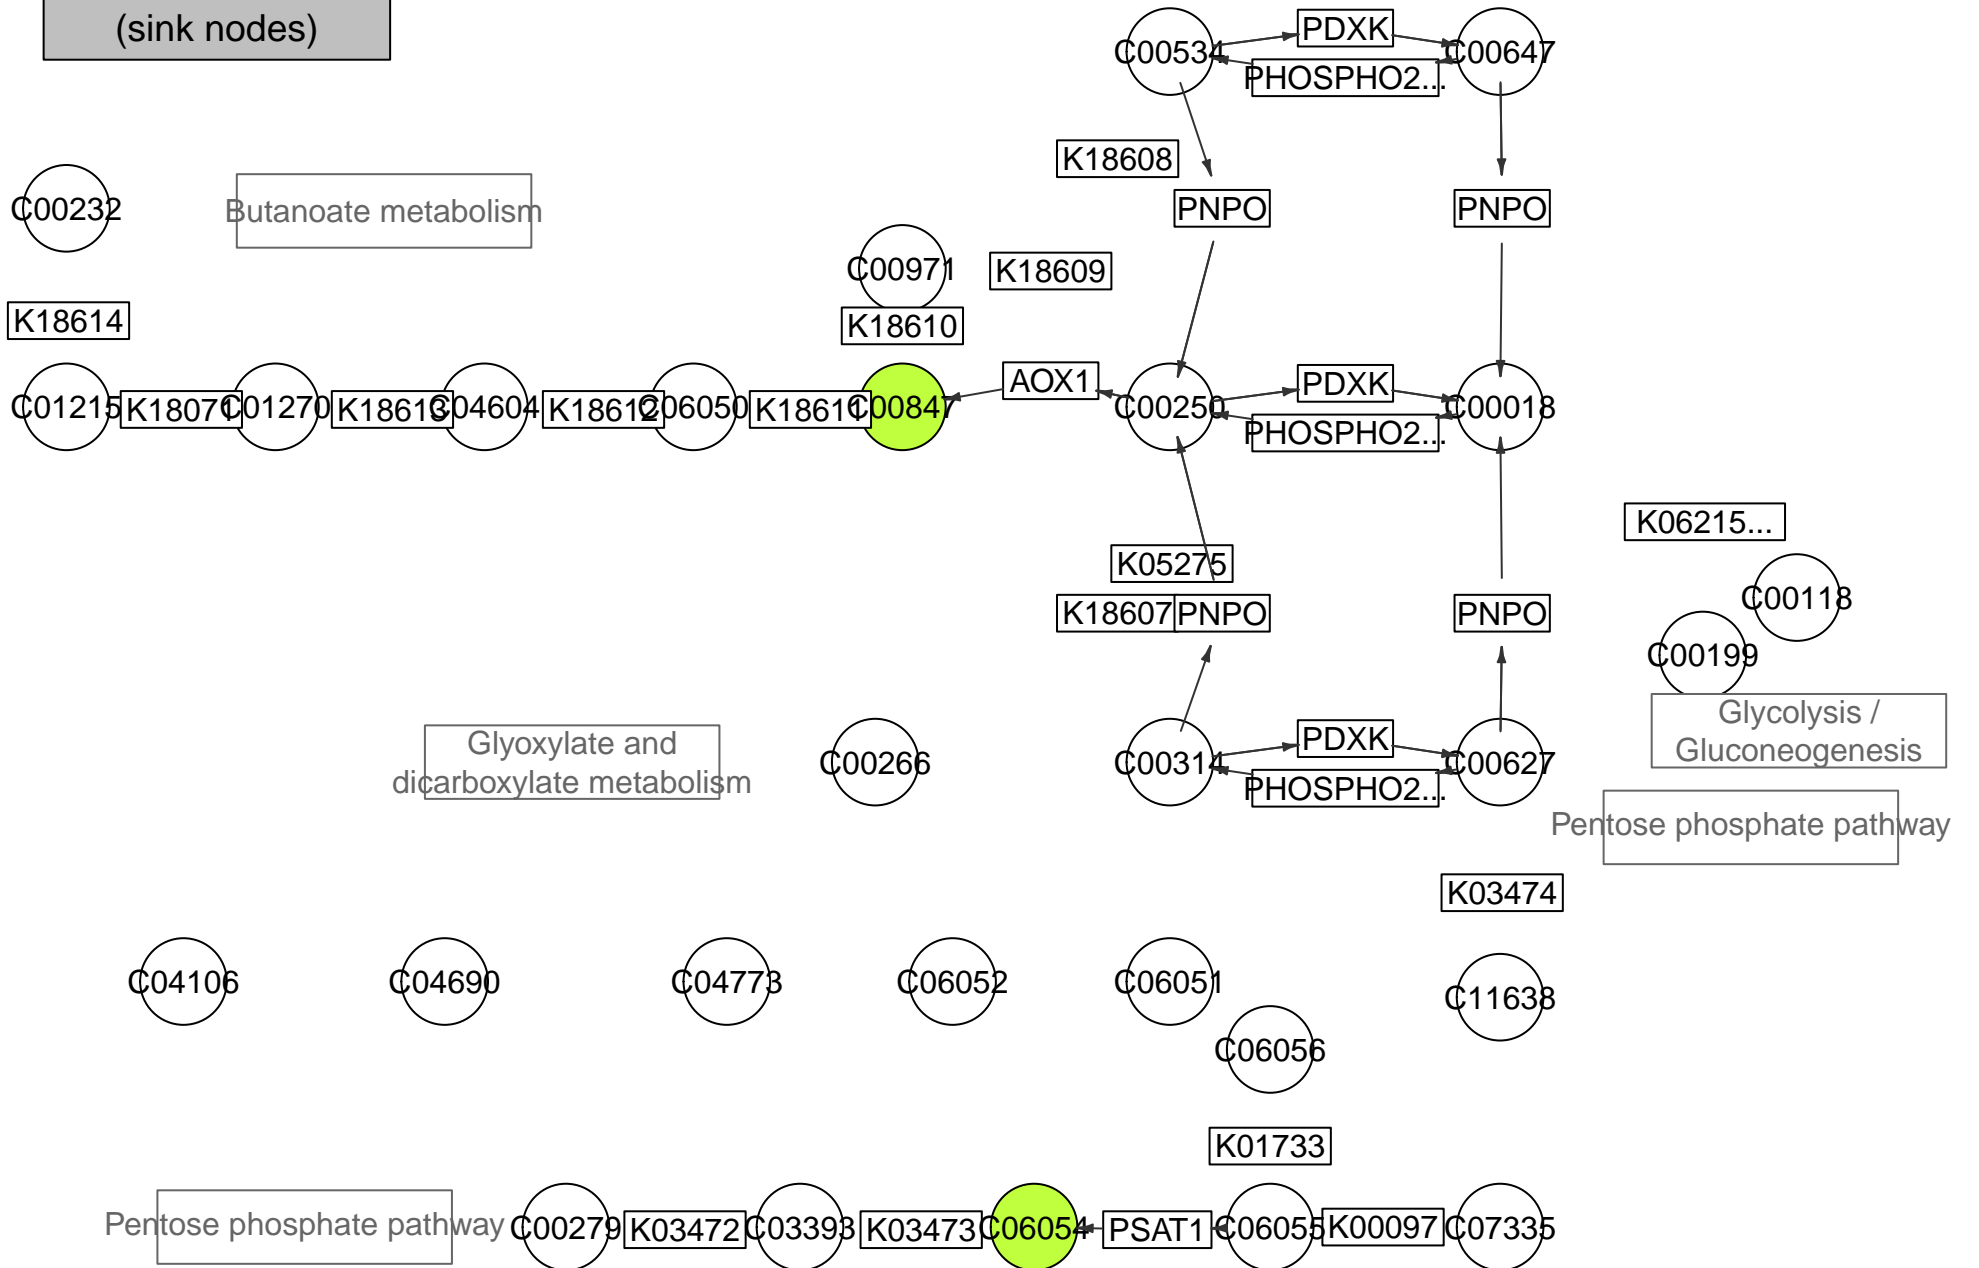 (sink nodes)
C00534
PDXK
C00647
PHOSPHO2...
K18608
C00232
Butanoate metabolism
PNPO
PNPO
C00971
K18609
K18614
K18610
C01215
K18071
C01270
K18613
C04604
K18612
C06050
K18611
C00847
AOX1
C00250
PDXK
C00018
PHOSPHO2...
K06215...
K05275
C00118
K18607
PNPO
PNPO
C00199
Glyoxylate and
dicarboxylate metabolism
C00266
C00314
PDXK
C00627
PHOSPHO2...
Glycolysis /
Gluconeogenesis
Pentose phosphate pathway
K03474
C04106
C04690
C04773
C06052
C06051
C11638
C06056
K01733
Pentose phosphate pathway
C00279
K03472
C03393
K03473
C06054
PSAT1
C06055
K00097
C07335